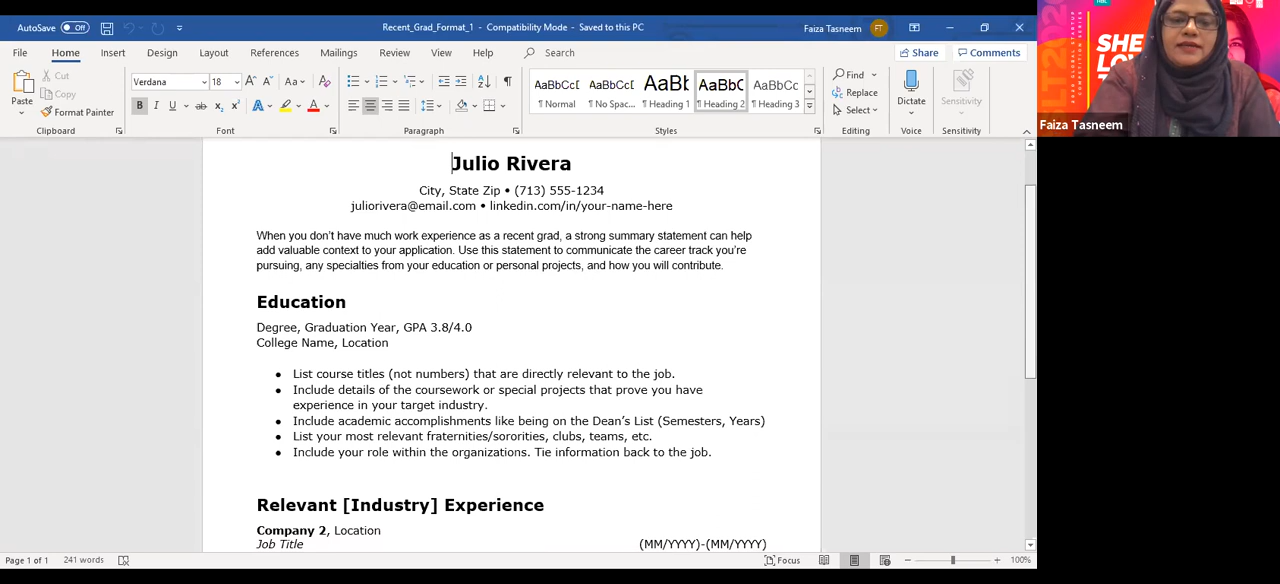 AutoSave Off
Recent_Grad_Format_1 - Compatibility Mode - Saved to this PC
Faiza Tasneem FT
File Home Insert Design Layout References Mailings Review View Help Search Share Comments
Paste Cut Copy Format Painter
Clipboard
Verdana 18
Font
Paragraph
AaBbCcI AaBbCcI AaBb AaBbC AaBbCcI
¶ Normal ¶ No Spac... ¶ Heading 1 ¶ Heading 2 ¶ Heading 3
Styles
Find
Replace
Select
Editing
Dictate
Voice
Sensitivity
Sensitivity
SHE
LO
Faiza Tasneem
Julio Rivera
City, State Zip • (713) 555-1234
juliorivera@email.com • linkedin.com/in/your-name-here
When you don't have much work experience as a recent grad, a strong summary statement can help
add valuable context to your application. Use this statement to communicate the career track you're
pursuing, any specialties from your education or personal projects, and how you will contribute.
Education
Degree, Graduation Year, GPA 3.8/4.0
College Name, Location
• List course titles (not numbers) that are directly relevant to the job.
• Include details of the coursework or special projects that prove you have
experience in your target industry.
• Include academic accomplishments like being on the Dean's List (Semesters, Years)
• List your most relevant fraternities/sororities, clubs, teams, etc.
• Include your role within the organizations. Tie information back to the job.
Relevant [Industry] Experience
Company 2, Location
Job Title (MM/YYYY)-(MM/YYYY)
Page 1 of 1 241 words Focus 100%